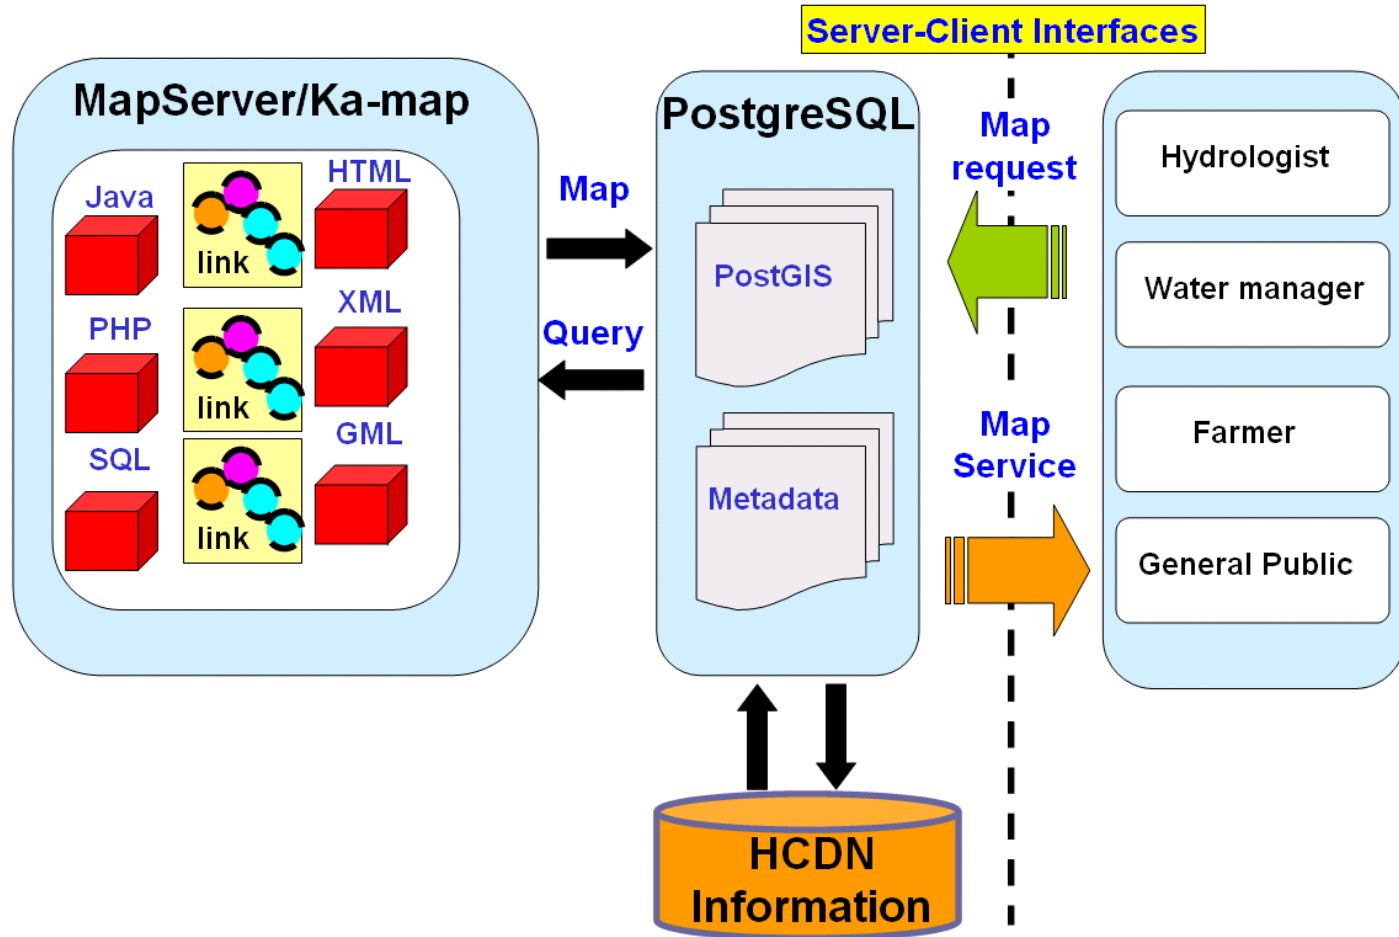 Server-Client Interfaces
MapServer/Ka-map
Java
link
HTML
PHP
link
XML
SQL
link
GML
Map
Query
PostgreSQL
PostGIS
Metadata
Map
request
Map
Service
Hydrologist
Water manager
Farmer
General Public
HCDN
Information